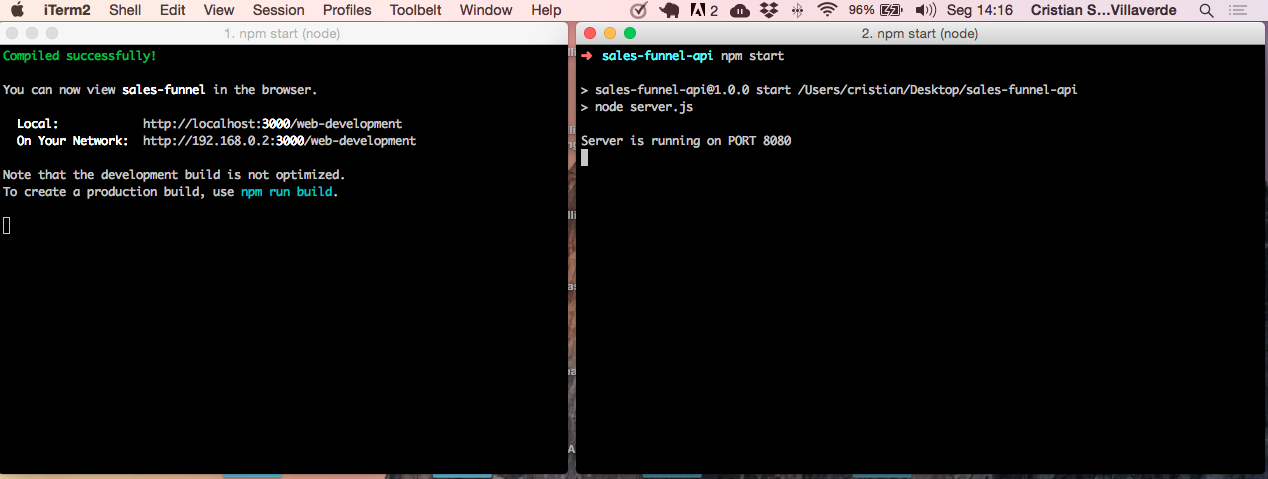 iTerm2 Shell Edit View Session Profiles Toolbelt Window Help 2 96% Seg 14:16 Cristian S...Villaverde
1. npm start (node)
Compiled successfully!
You can now view sales-funnel in the browser.
Local: http://localhost:3000/web-development
On Your Network: http://192.168.0.2:3000/web-development
Note that the development build is not optimized.
To create a production build, use npm run build.
2. npm start (node)
➜ sales-funnel-api npm start
> sales-funnel-api@1.0.0 start /Users/cristian/Desktop/sales-funnel-api
> node server.js
Server is running on PORT 8080